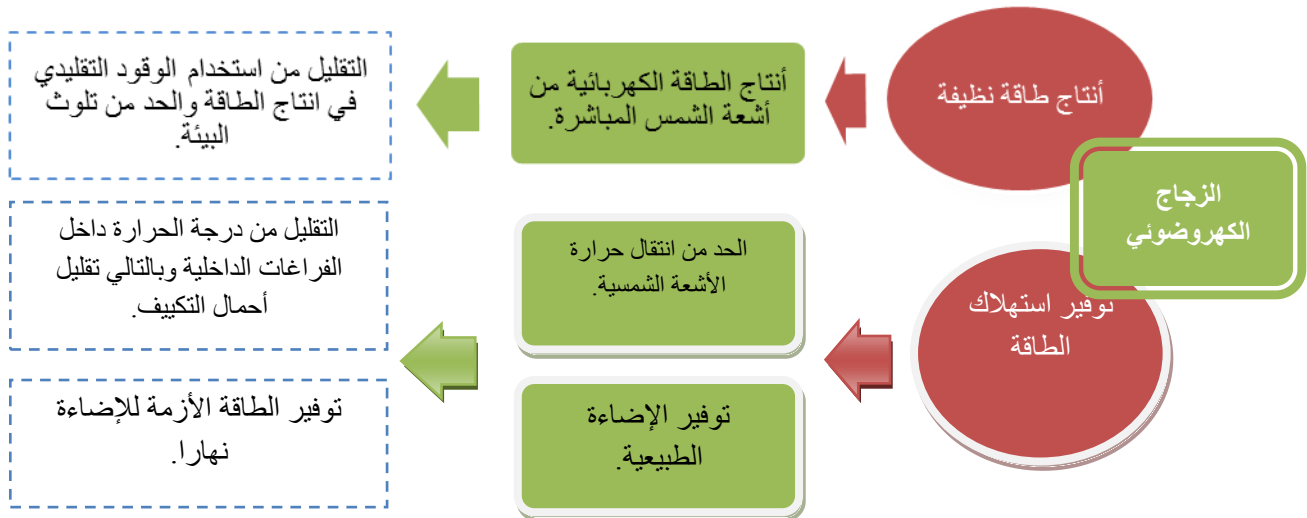 الزجاج
الكهروضوئي
أنتاج طاقة نظيفة
أنتاج الطاقة الكهربائية من
أشعة الشمس المباشرة.
التقليل من استخدام الوقود التقليدي
في انتاج الطاقة والحد من تلوث
البيئة.
توفير استهلاك
الطاقة
الحد من انتقال حرارة
الأشعة الشمسية.
التقليل من درجة الحرارة داخل
الفراغات الداخلية وبالتالي تقليل
أحمال التكييف.
توفير الإضاءة
الطبيعية.
توفير الطاقة الأزمة للإضاءة
نهارا.